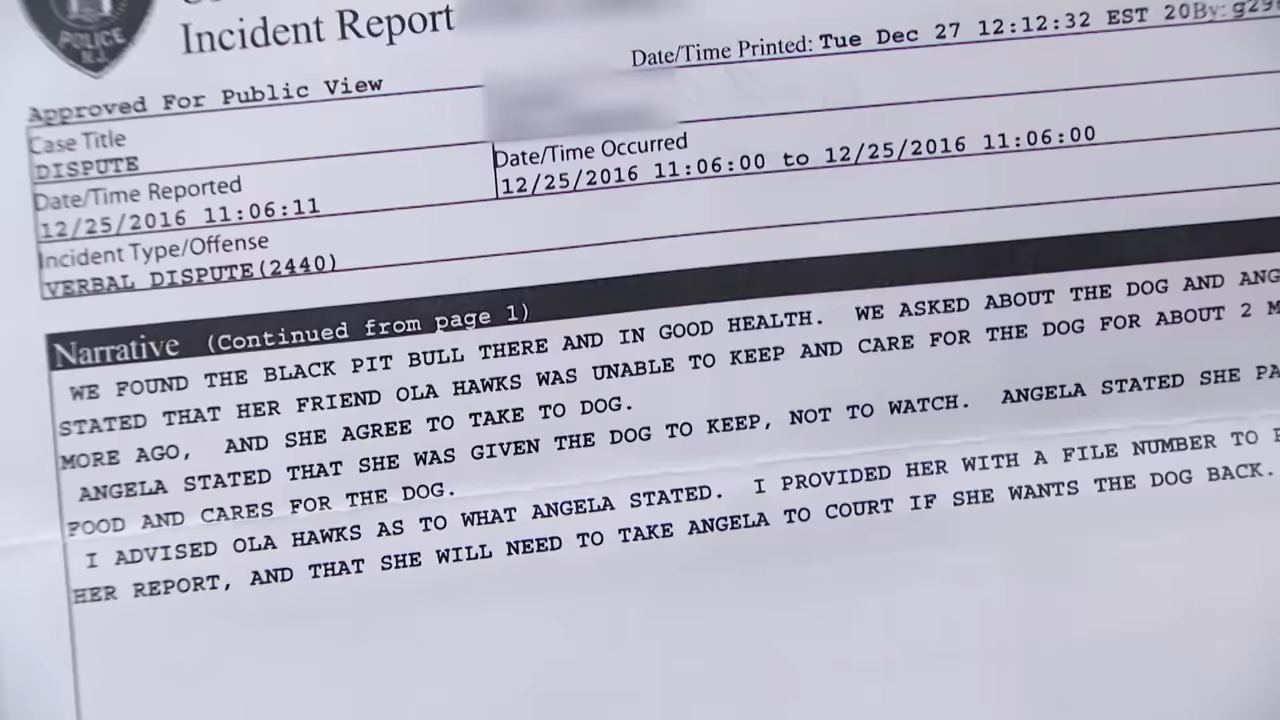 POLICE
N.J.
Incident Report
Date/Time Printed: Tue Dec 27 12:12:32 EST 20By:
Approved For Public View
Case Title
DISPUTE
Date/Time Reported
12/25/2016 11:06:11
Date/Time Occurred
12/25/2016 11:06:00 to 12/25/2016 11:06:00
Incident Type/Offense
VERBAL DISPUTE(2440)
Narrative (Continued from page 1)
WE FOUND THE BLACK PIT BULL THERE AND IN GOOD HEALTH. WE ASKED ABOUT THE DOG AND ANG
STATED THAT HER FRIEND OLA HAWKS WAS UNABLE TO KEEP AND CARE FOR THE DOG FOR ABOUT 2 M
MORE AGO, AND SHE AGREE TO TAKE TO DOG.
ANGELA STATED THAT SHE WAS GIVEN THE DOG TO KEEP, NOT TO WATCH. ANGELA STATED SHE PA
FOOD AND CARES FOR THE DOG.
I ADVISED OLA HAWKS AS TO WHAT ANGELA STATED. I PROVIDED HER WITH A FILE NUMBER TO
HER REPORT, AND THAT SHE WILL NEED TO TAKE ANGELA TO COURT IF SHE WANTS THE DOG BACK.